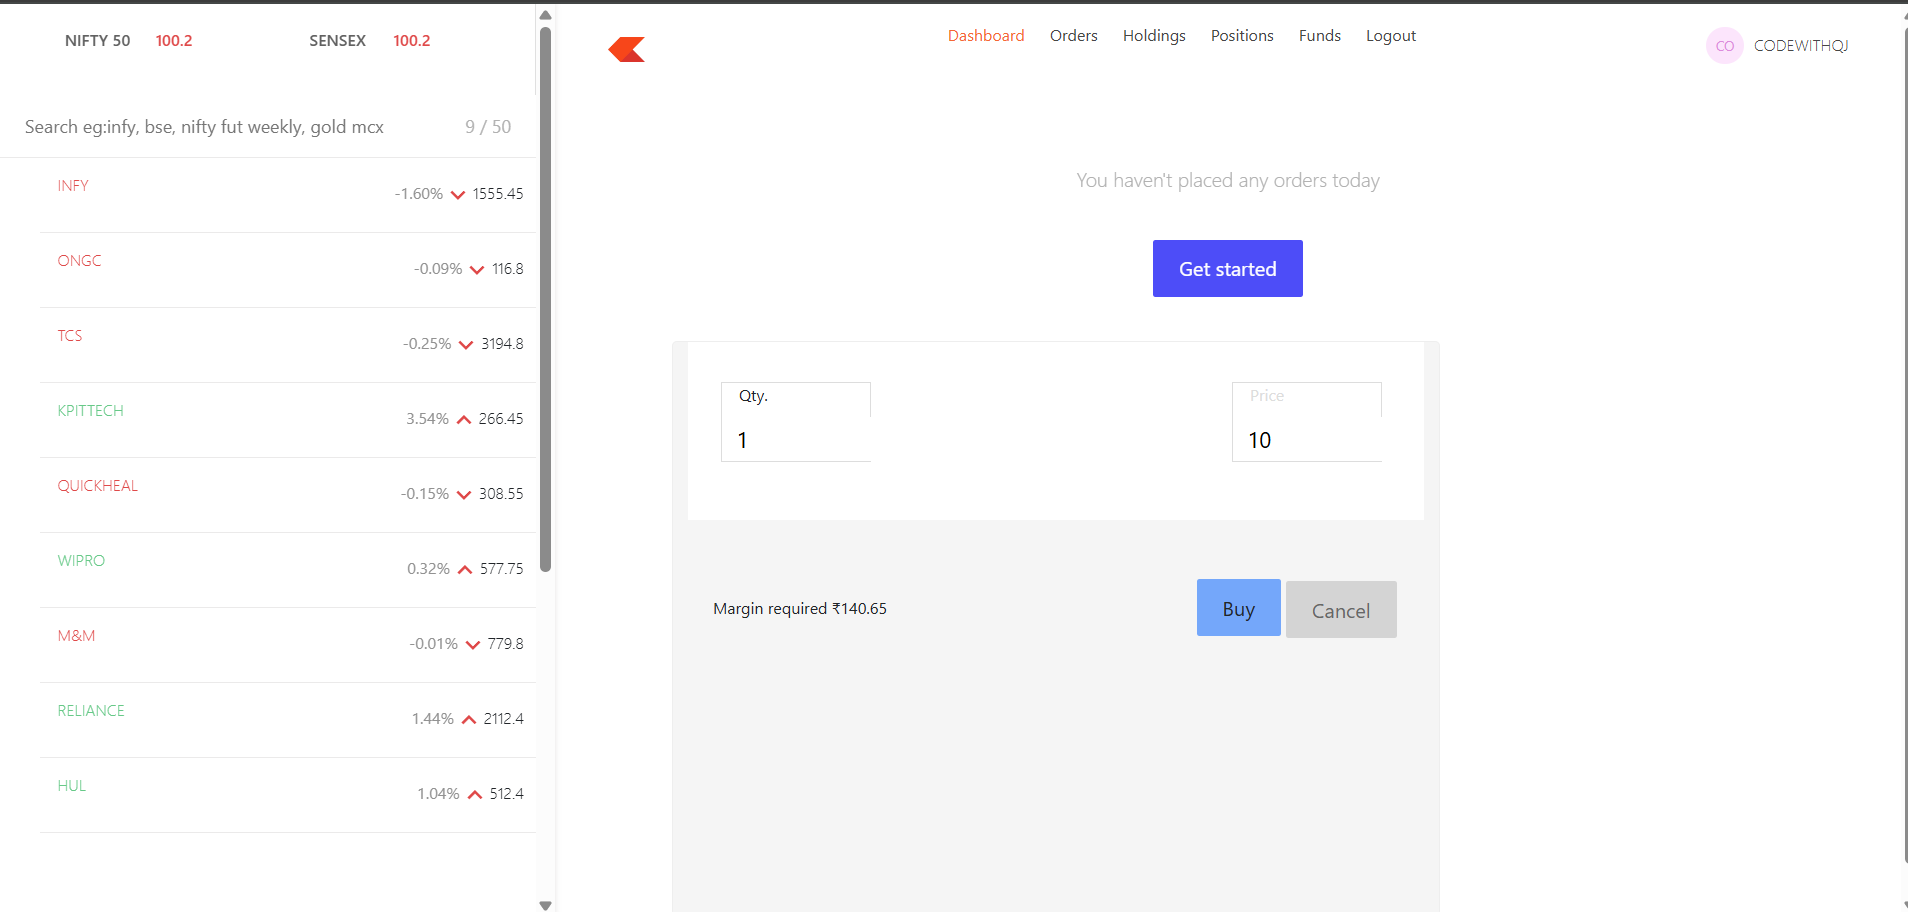 NIFTY 50 100.2 SENSEX 100.2
Search eg:infy, bse, nifty fut weekly, gold mcx 9 / 50
INFY -1.60% 1555.45
ONGC -0.09% 116.8
TCS -0.25% 3194.8
KPITTECH 3.54% 266.45
QUICKHEAL -0.15% 308.55
WIPRO 0.32% 577.75
M&M -0.01% 779.8
RELIANCE 1.44% 2112.4
HUL 1.04% 512.4
Dashboard Orders Holdings Positions Funds Logout
CO CODEWITHQJ
You haven't placed any orders today
Get started
Qty. Price
1 10
Margin required ₹140.65 Buy Cancel